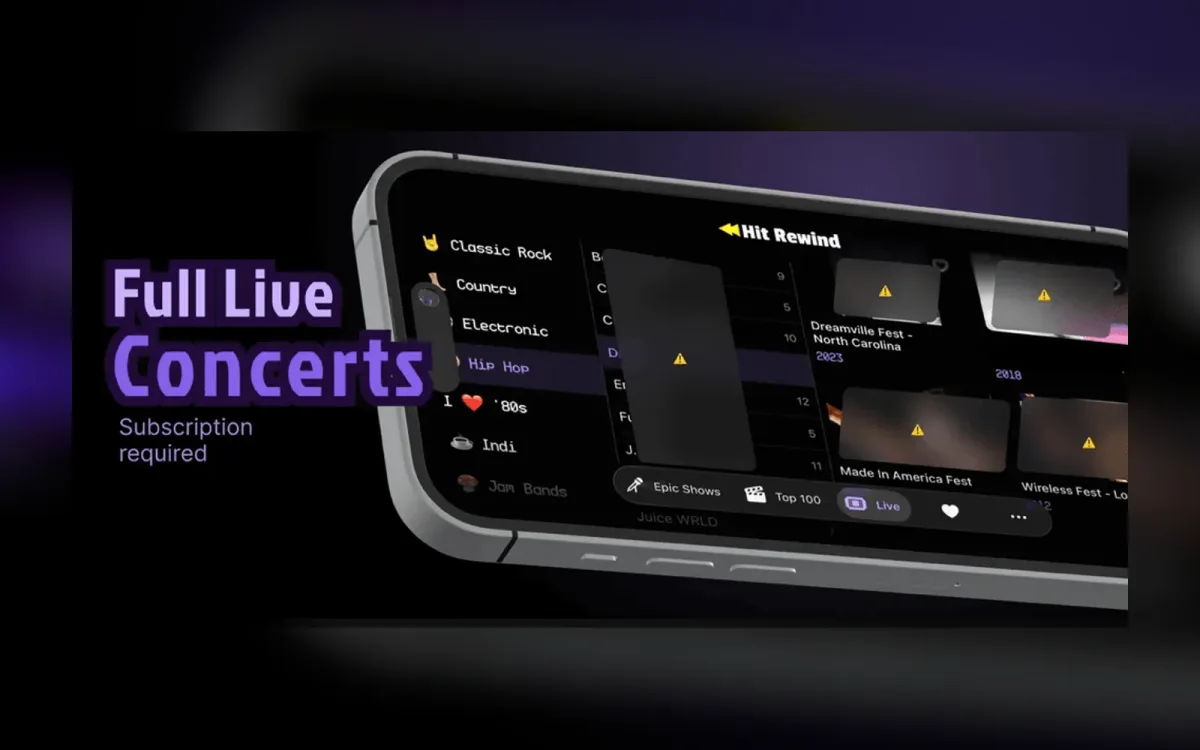 Full Live
Concerts
Subscription
required
Classic Rock
Country
Electronic
Hip Hop
I ❤️ '80s
Indi
Jam Bands
9
5
10
12
5
11
Juice WRLD
Hit Rewind
Dreamville Fest -
North Carolina
2023
2018
Made In America Fest
Wireless Fest - Lo
Epic Shows
Top 100
Live